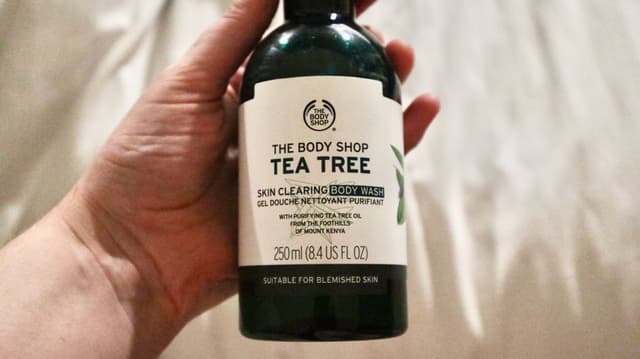 THE
BODY
SHOP
®
THE BODY SHOP
TEA TREE
SKIN CLEARING BODY WASH
GEL DOUCHE NETTOYANT PURIFIANT
WITH PURIFYING TEA TREE OIL
FROM THE FOOTHILLS
OF MOUNT KENYA
250ml (8.4 US FL OZ)
SUITABLE FOR BLEMISHED SKIN